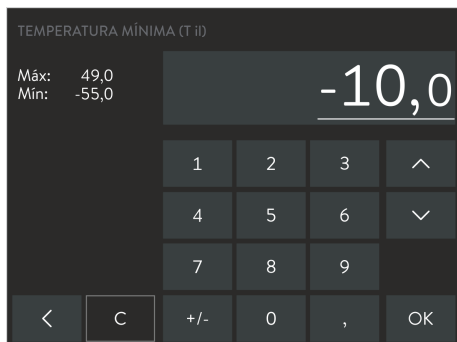 TEMPERATURA MÍNIMA (T il)
Máx: 49,0
Mín: -55,0
-10,0
1 2 3
4 5 6
7 8 9
C +/- 0 , OK